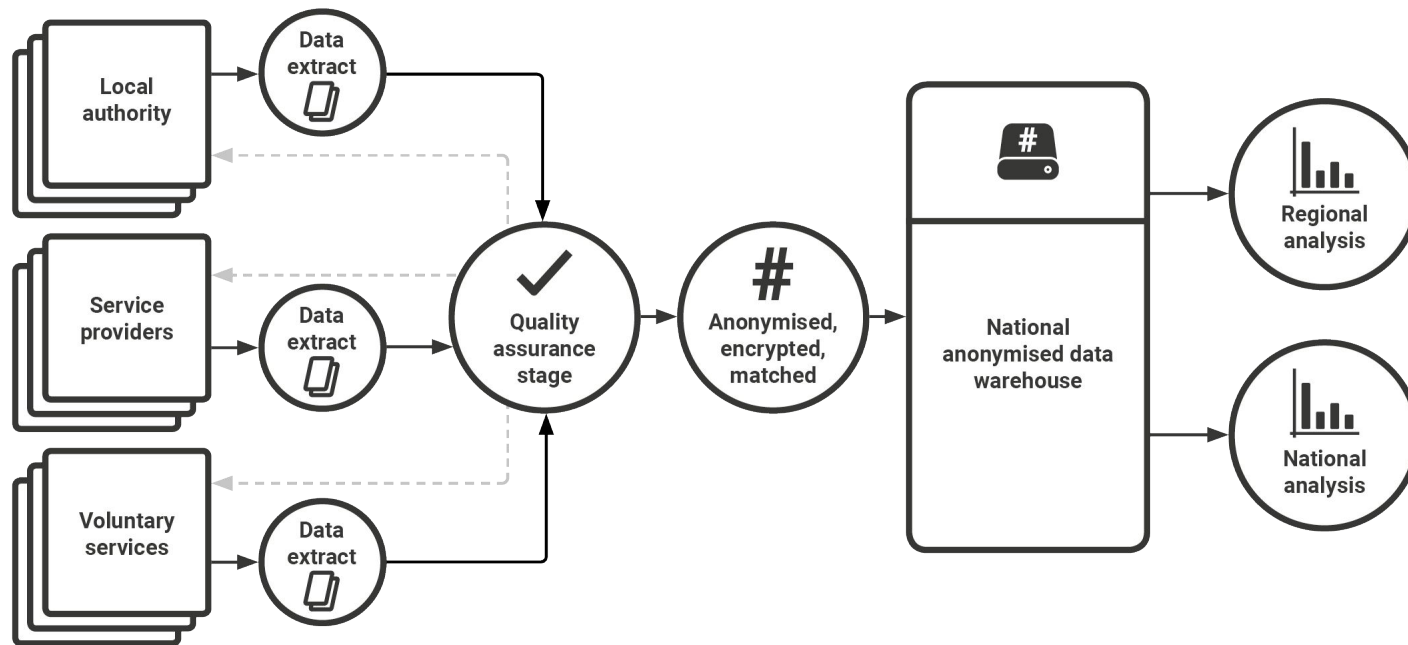 Local
authority
Data
extract
Service
providers
Data
extract
Voluntary
services
Data
extract
Quality
assurance
stage
#
Anonymised,
encrypted,
matched
#
National
anonymised data
warehouse
Regional
analysis
National
analysis